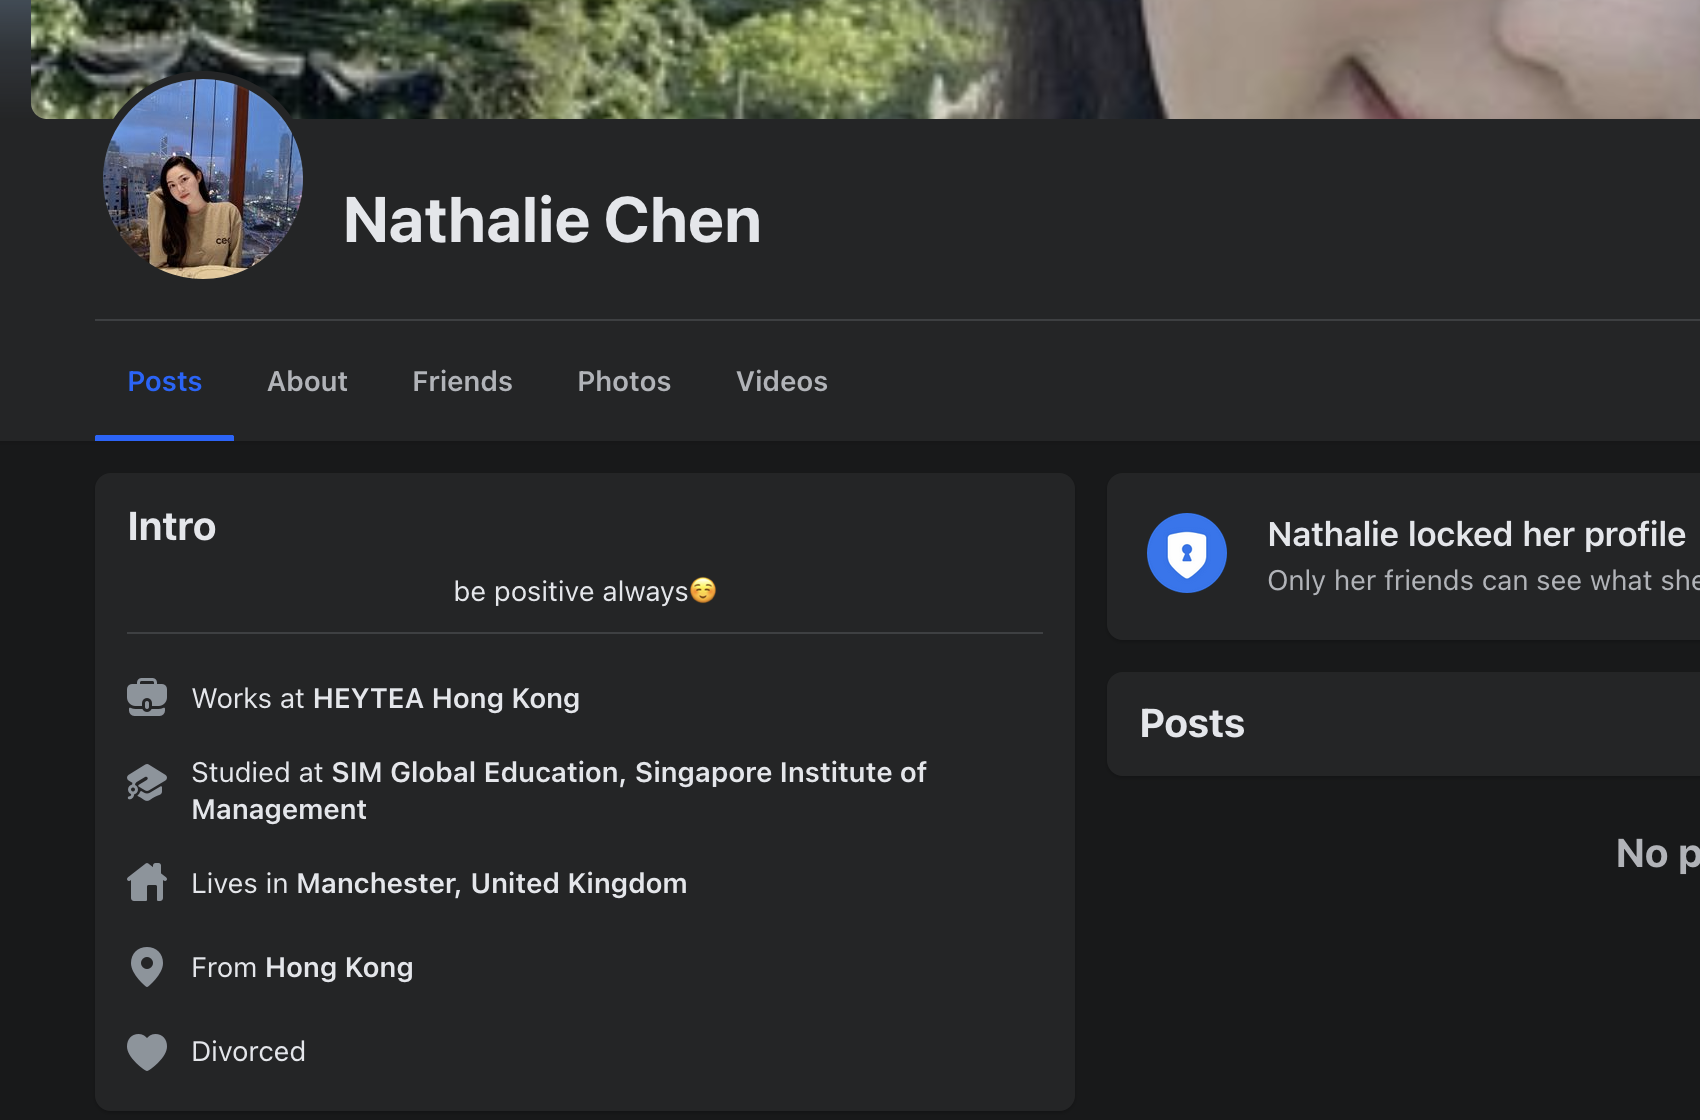 Nathalie Chen
Posts
About
Friends
Photos
Videos
Intro
be positive always☺️
Works at HEYTEA Hong Kong
Studied at SIM Global Education, Singapore Institute of
Management
Lives in Manchester, United Kingdom
From Hong Kong
Divorced
Nathalie locked her profile
Only her friends can see what she
Posts
No p